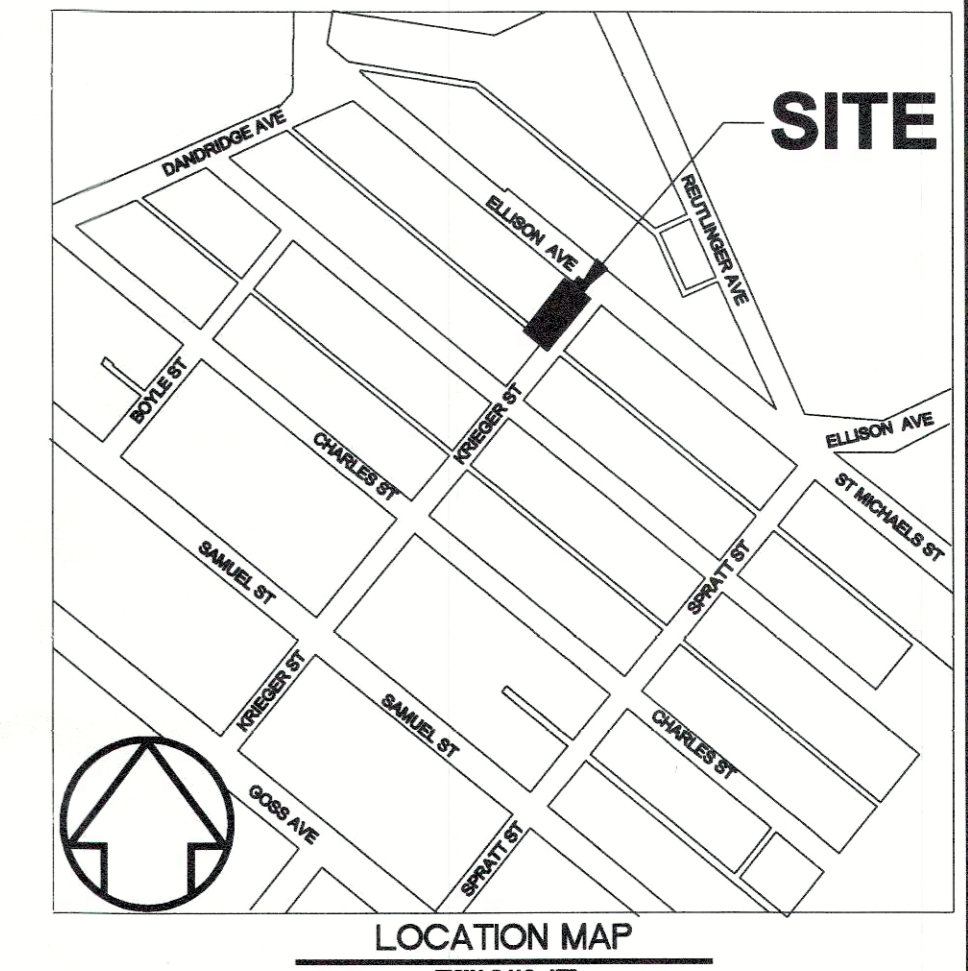 SITE
DANDRIDGE AVE
REUTLINGER AVE
ELLISON AVE
BOYLE ST
KRIEGER ST
ELLISON AVE
CHARLES ST
ST MICHAELS ST
SAMUEL ST
SPRATT ST
KRIEGER ST
SAMUEL ST
CHARLES ST
GOSS AVE
SPRATT ST
LOCATION MAP